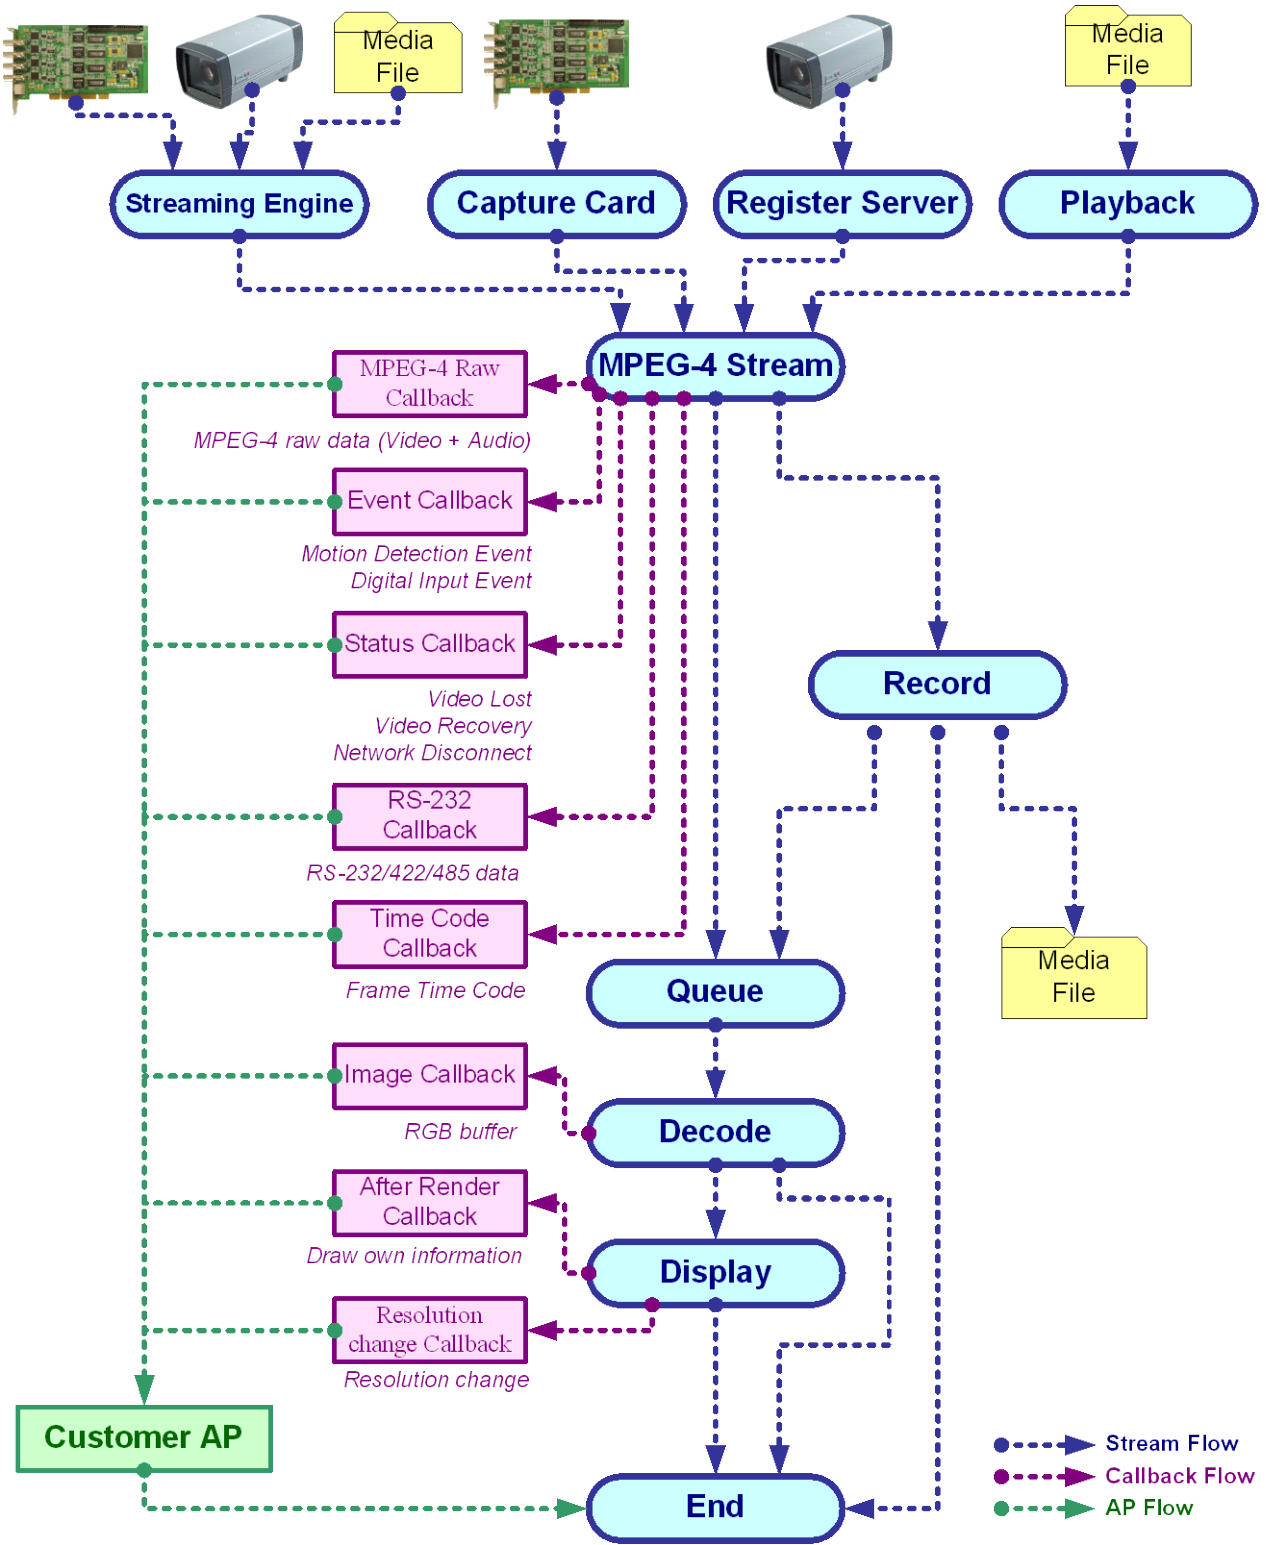 Media
File
Media
File
Streaming Engine
Capture Card
Register Server
Playback
MPEG-4 Stream
MPEG-4 Raw
Callback
MPEG-4 raw data (Video + Audio)
Event Callback
Motion Detection Event
Digital Input Event
Status Callback
Video Lost
Video Recovery
Network Disconnect
Record
RS-232
Callback
RS-232/422/485 data
Time Code
Callback
Frame Time Code
Queue
Media
File
Image Callback
RGB buffer
Decode
After Render
Callback
Draw own information
Display
Resolution
change Callback
Resolution change
Customer AP
End
Stream Flow
Callback Flow
AP Flow